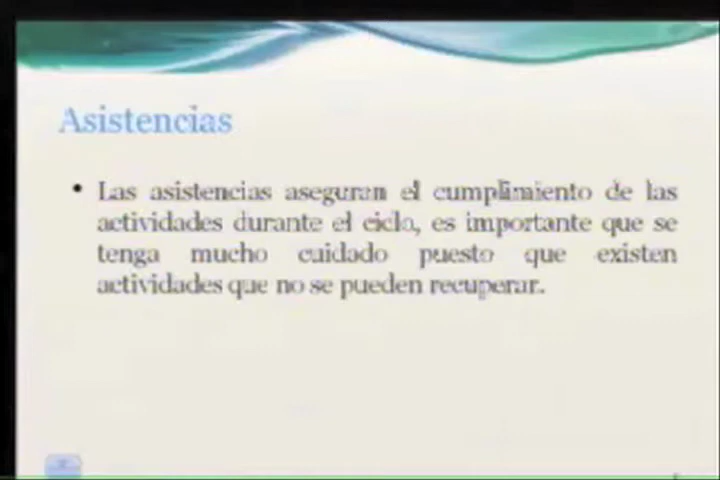 Asistencias
• Las asistencias aseguran el cumplimiento de las
actividades durante el ciclo, es importante que se
tenga mucho cuidado puesto que existen
actividades que no se pueden recuperar.